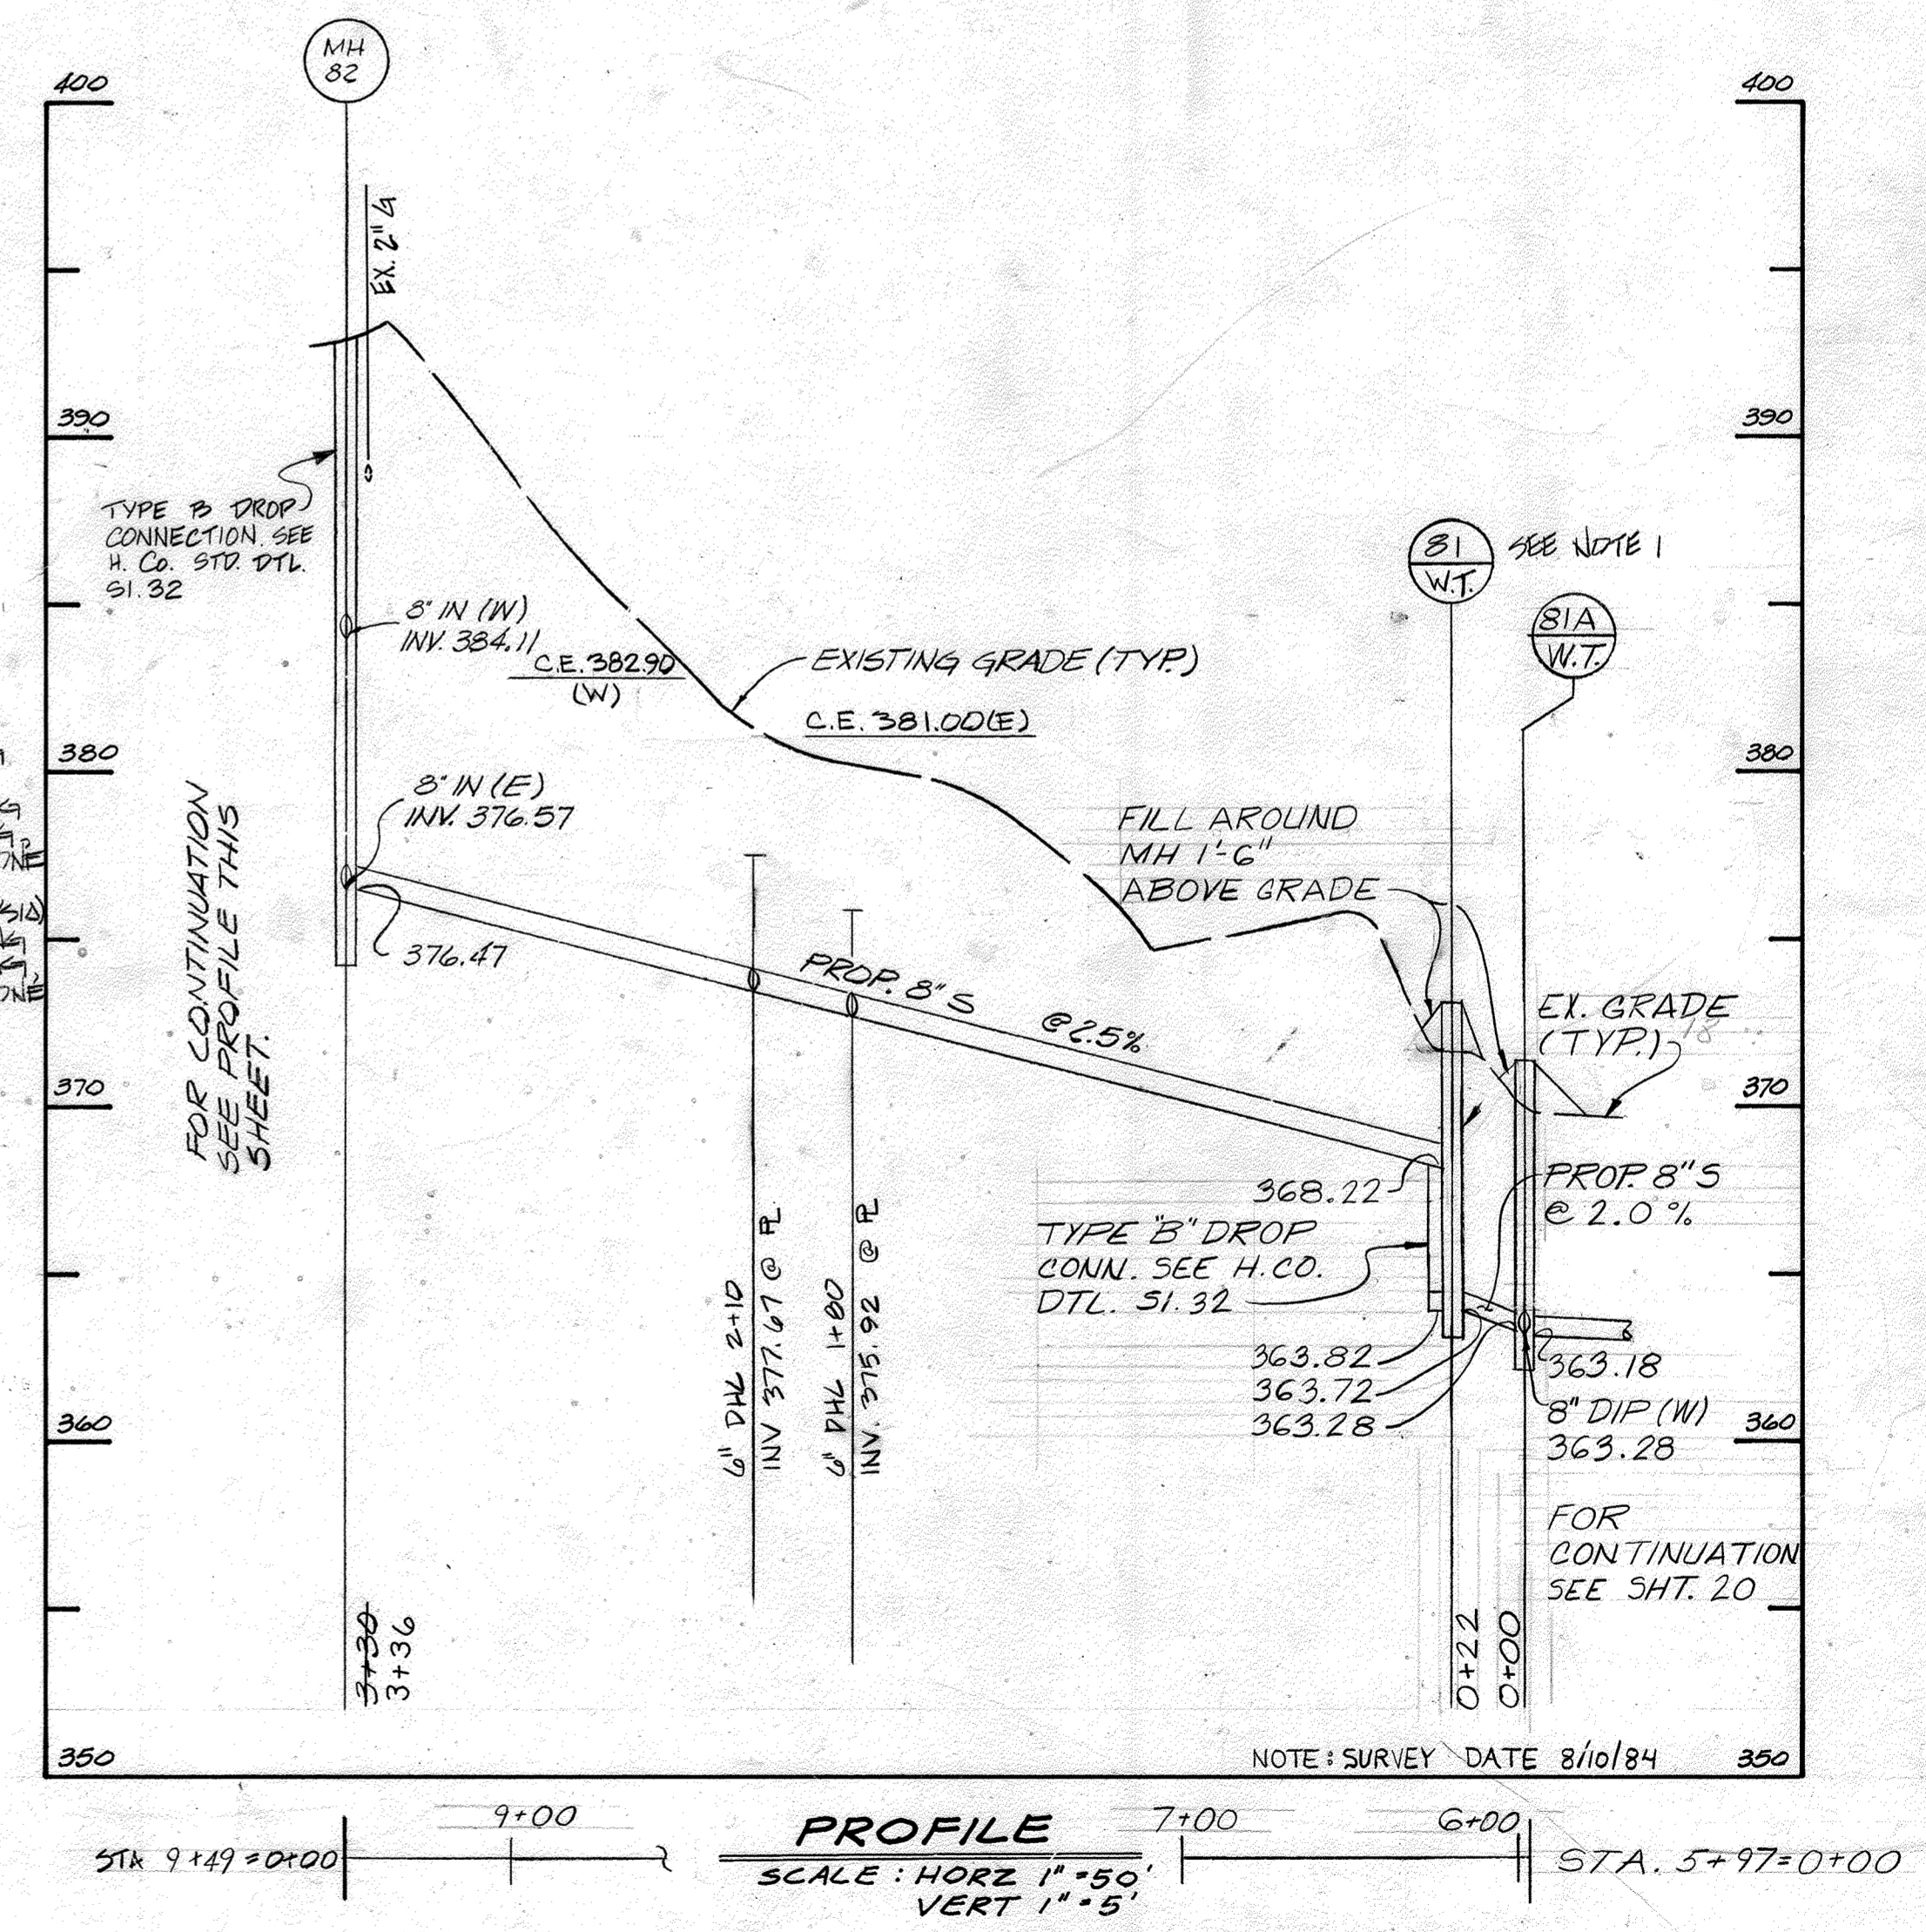 MH
82
400
400
EX. 2" G
390
390
TYPE B DROP
CONNECTION. SEE
H. CO. STD. DTL.
S1.32
81
W.T.
SEE NOTE 1
81A
W.T.
8" IN (W)
INV. 384.11
C.E. 382.90
(W)
EXISTING GRADE (TYP.)
C.E. 381.00(E)
380
380
8" IN (E)
INV. 376.57
FILL AROUND
MH 1'-6"
ABOVE GRADE
FOR CONTINUATION
SEE PROFILE THIS
SHEET.
376.47
PROP. 8" S @ 2.5%
EX. GRADE
(TYP.)
18
370
370
368.22
PROP. 8" S
@ 2.0 %
TYPE "B" DROP
CONN. SEE H.CO.
DTL. S1.32
6" DHL 2+10
INV 377.67 @ PL
6" DHL 1+80
INV. 375.92 @ PL
363.82
363.72
363.28
363.18
8" DIP (W)
363.28
360
360
FOR
CONTINUATION
SEE SHT. 20
3+30
3+36
0+22
0+00
350
NOTE: SURVEY DATE 8/10/84
350
9+00
7+00
6+00
STA 9+49=0+00
PROFILE
STA. 5+97=0+00
SCALE: HORZ 1"=50'
VERT 1"=5'